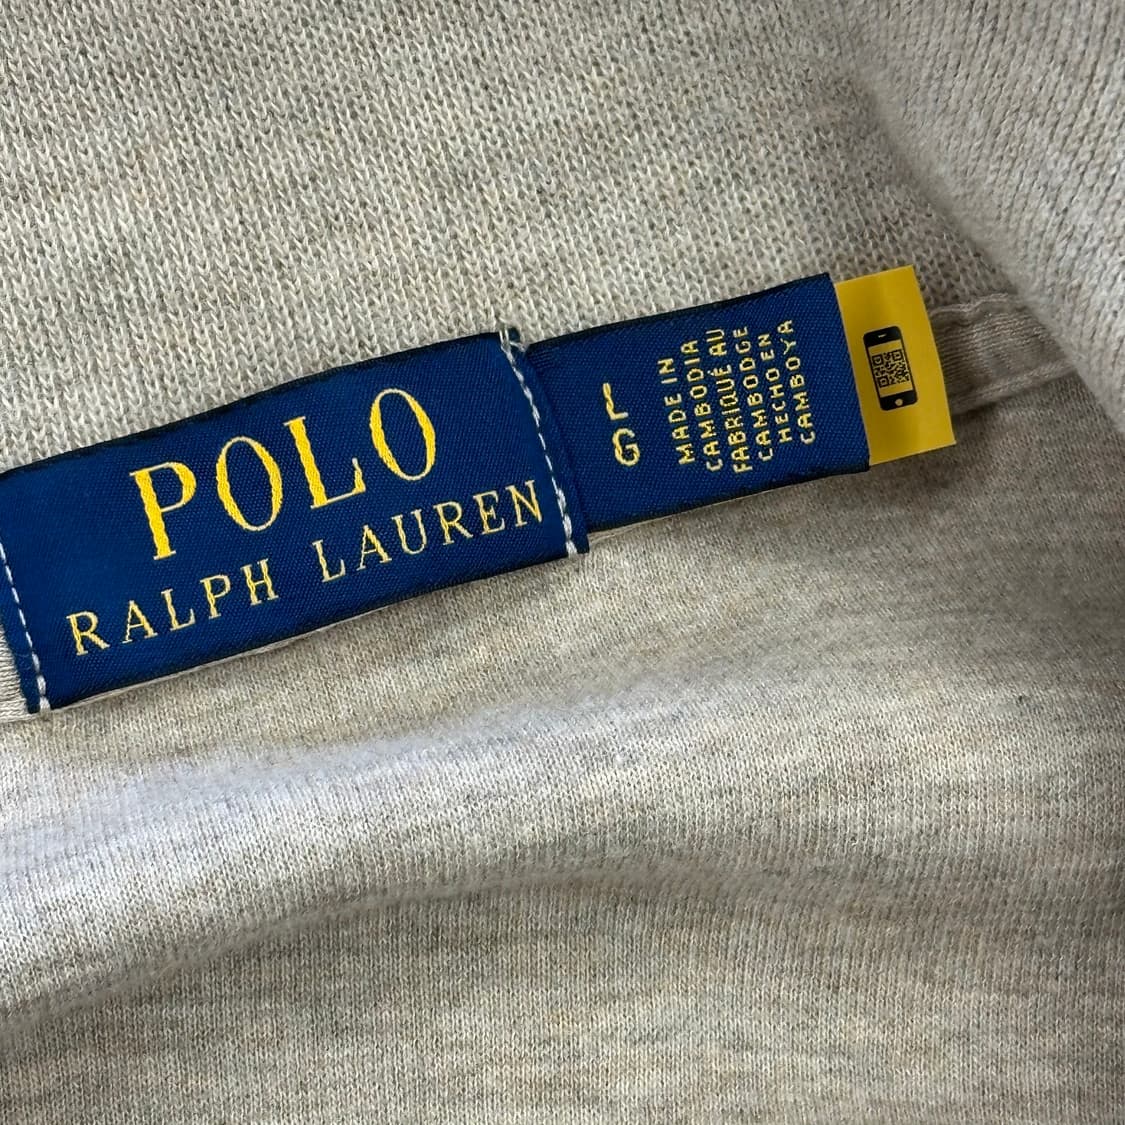 POLO
RALPH LAUREN
L
G
MADE IN
CAMBODIA
FABRIQUÉ AU
CAMBODGE
HECHO EN
CAMBOYA